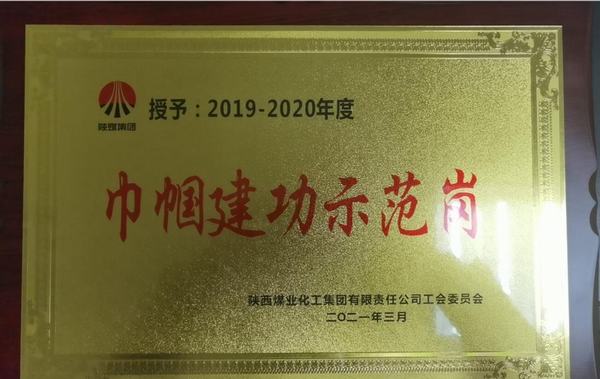 陕煤集团
授予：2019-2020年度
巾帼建功示范岗
陕西煤业化工集团有限责任公司工会委员会
二〇二一年三月